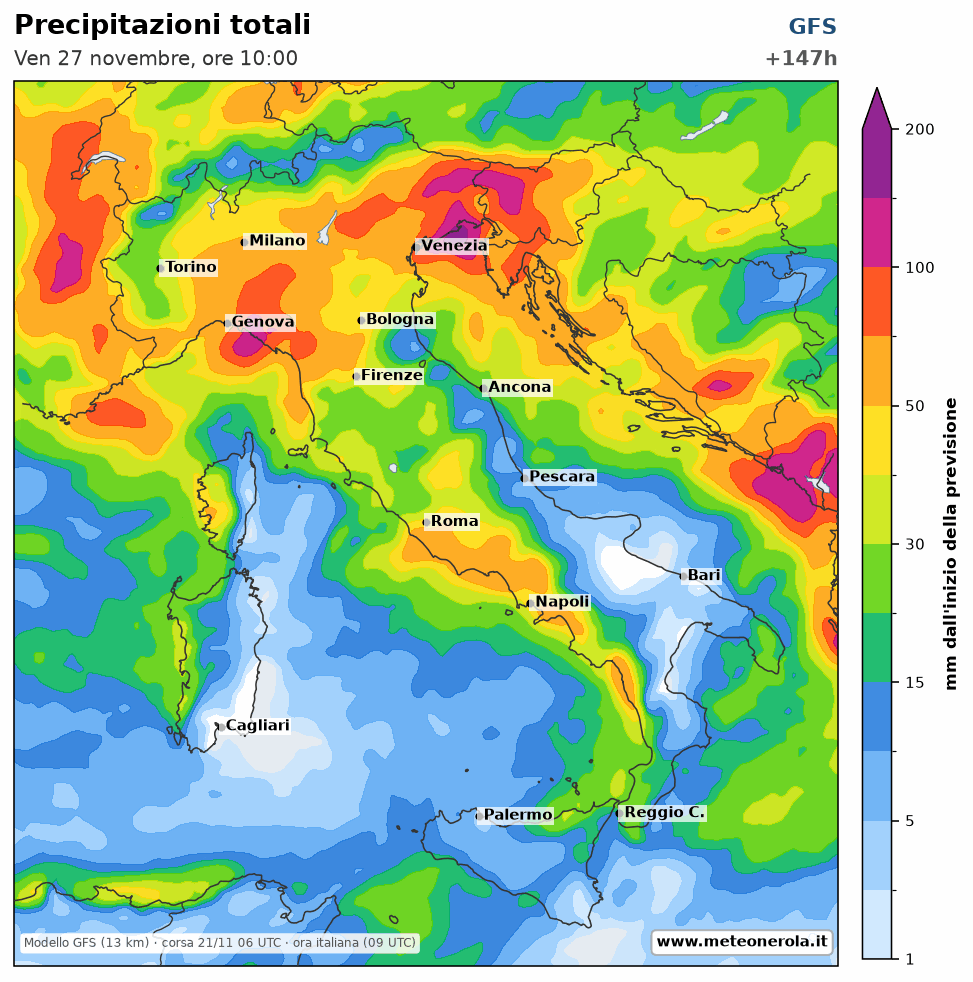 Precipitazioni totali
GFS
Ven 27 novembre, ore 10:00
+147h
200
100
50
30
15
5
1
mm dall'inizio della previsione
Milano
Venezia
Torino
Genova
Bologna
Firenze
Ancona
Pescara
Roma
Bari
Napoli
Cagliari
Palermo
Reggio C.
Modello GFS (13 km) · corsa 21/11 06 UTC · ora italiana (09 UTC)
www.meteonerola.it